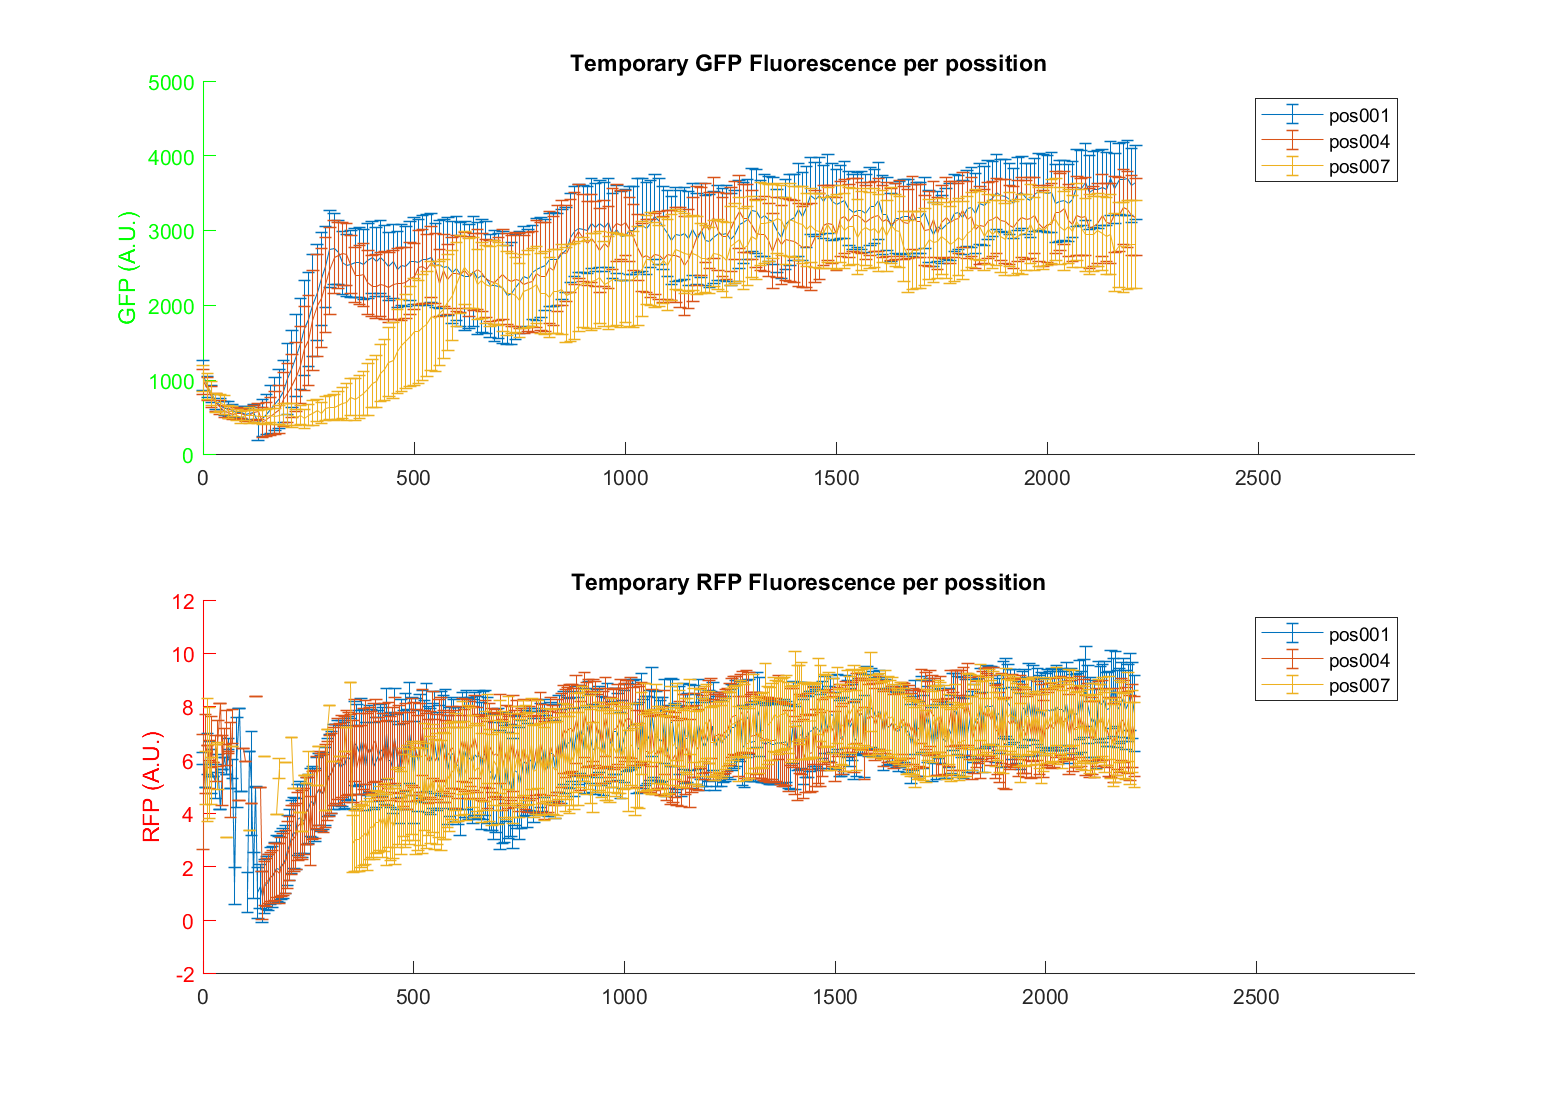 Temporary GFP Fluorescence per possition
GFP (A.U.)
5000
4000
3000
2000
1000
0
0 500 1000 1500 2000 2500
pos001
pos004
pos007
Temporary RFP Fluorescence per possition
RFP (A.U.)
12
10
8
6
4
2
0
-2
0 500 1000 1500 2000 2500
pos001
pos004
pos007